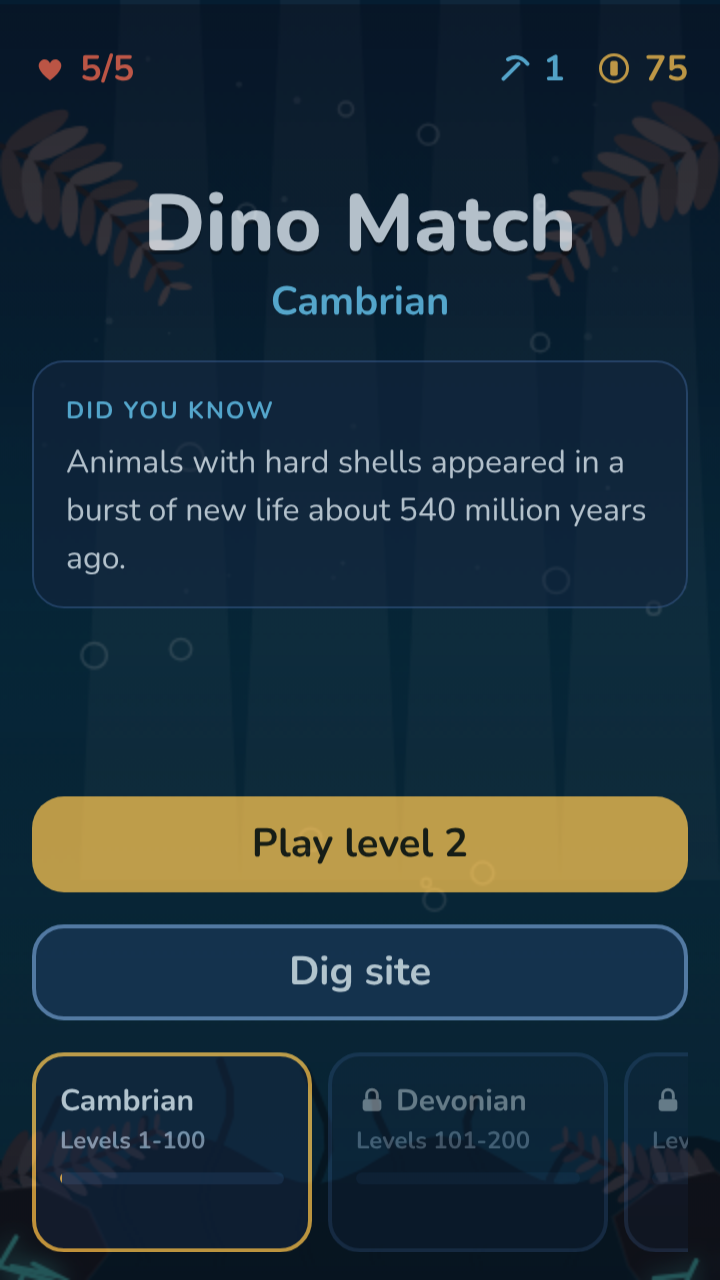 5/5
1
75
Dino Match
Cambrian
DID YOU KNOW
Animals with hard shells appeared in a
burst of new life about 540 million years
ago.
Play level 2
Dig site
Cambrian
Levels 1-100
Devonian
Levels 101-200
Lev